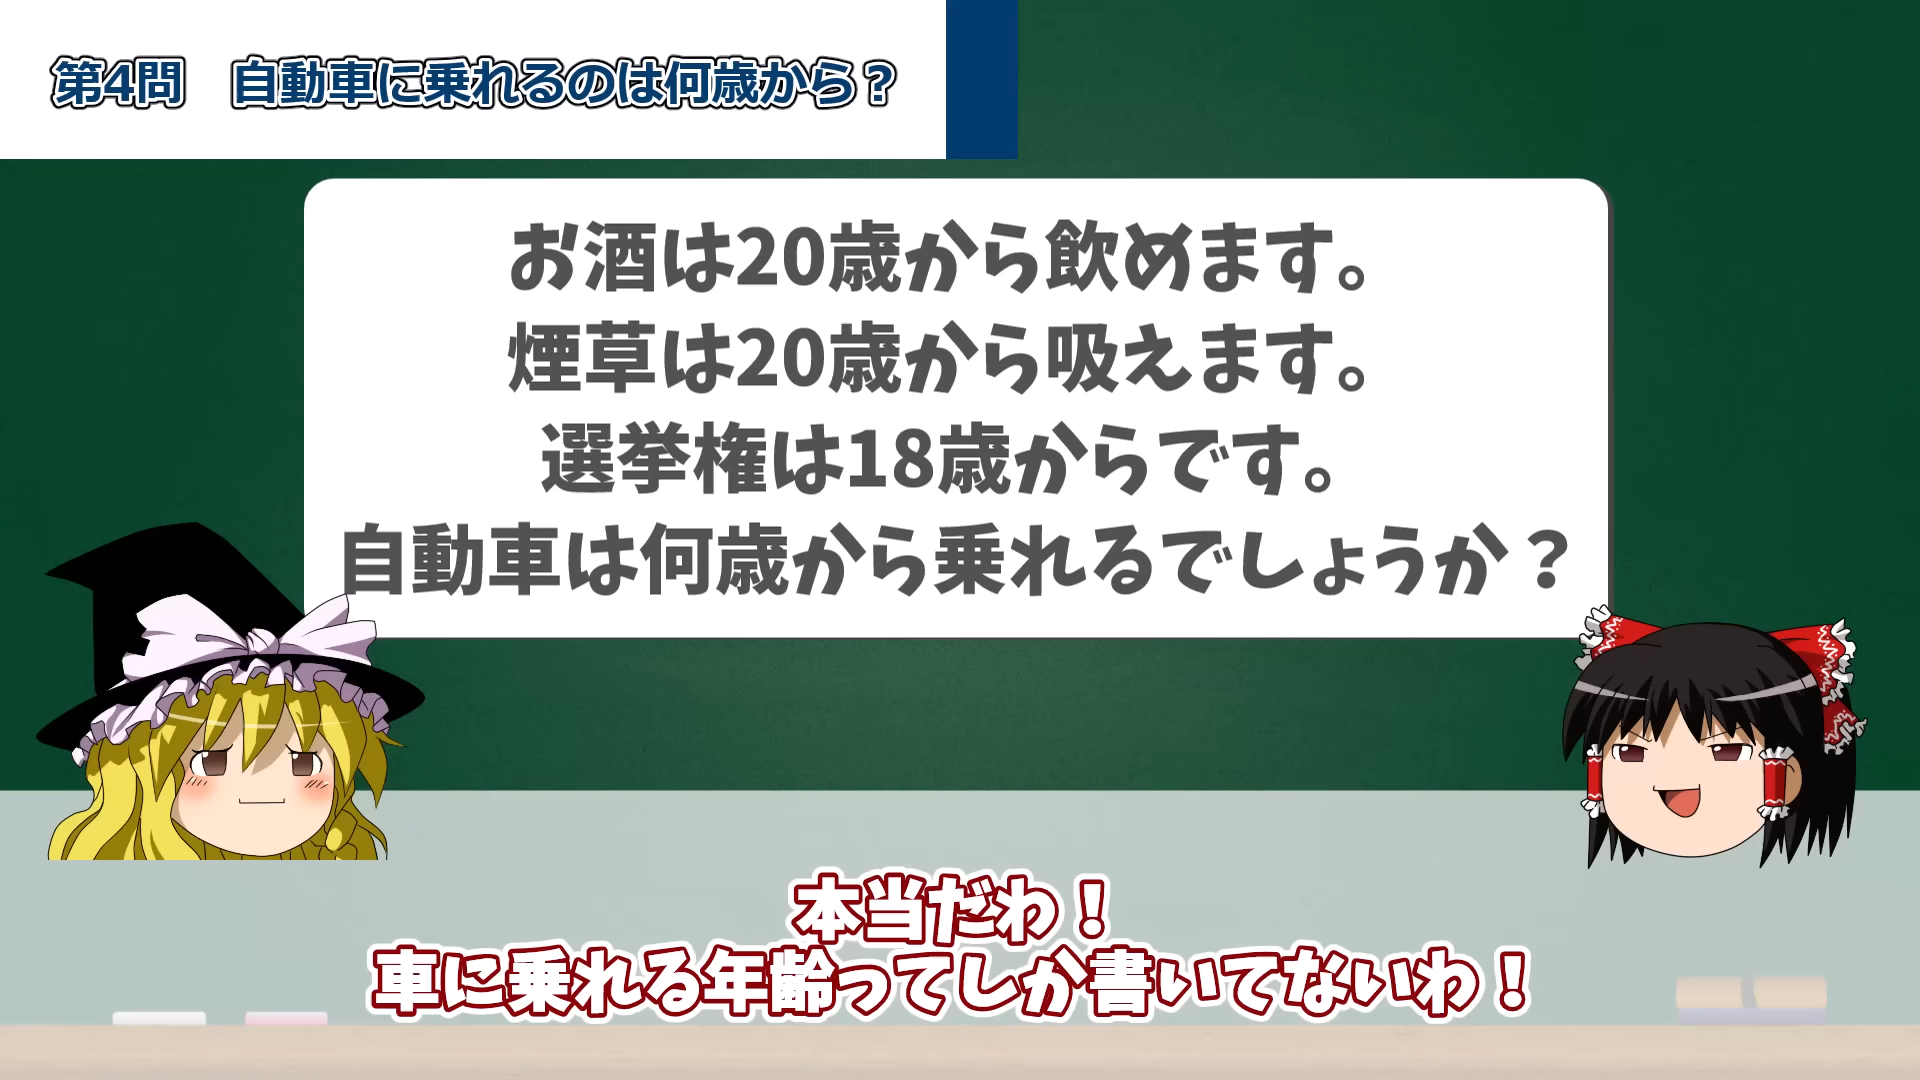 第4問　自動車に乗れるのは何歳から？
お酒は20歳から飲めます。
煙草は20歳から吸えます。
選挙権は18歳からです。
自動車は何歳から乗れるでしょうか？
本当だわ！
車に乗れる年齢ってしか書いてないわ！